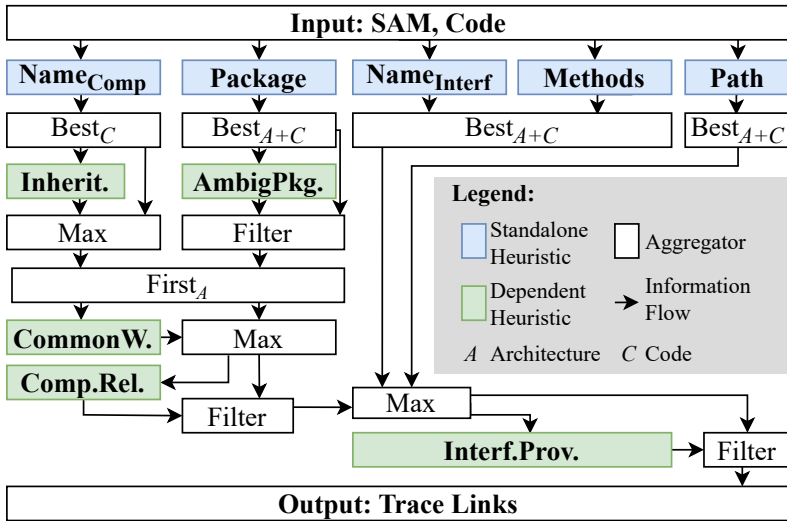 Input: SAM, Code
Name_Comp Package Name_Interf Methods Path
Best_C Best_A+C Best_A+C Best_A+C
Inherit. AmbigPkg.
Max Filter
First_A
CommonW. Max
Comp.Rel.
Filter Max
Interf.Prov. Filter
Output: Trace Links
Legend:
Standalone
Heuristic
Aggregator
Dependent
Heuristic
Information
Flow
A Architecture C Code